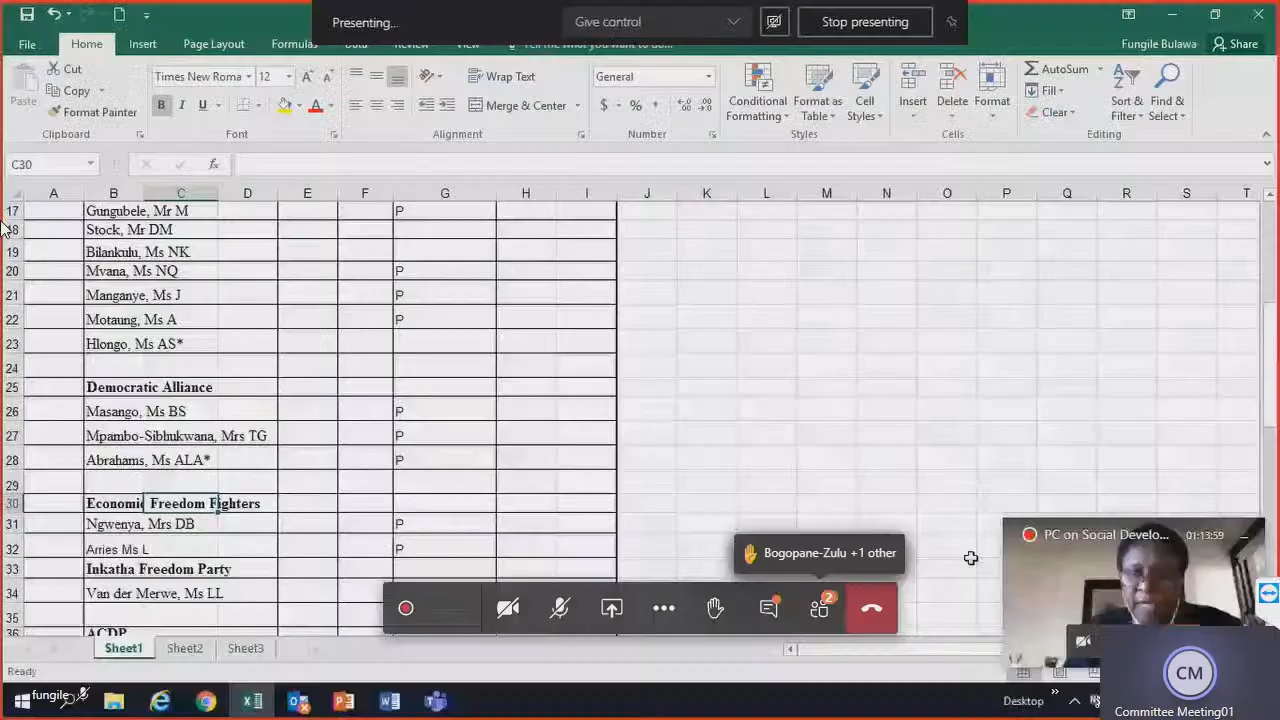 Presenting...
Give control
Stop presenting
File
Home
Insert
Page Layout
Formulas
Fungile Bulawa
Share
Cut
Copy
Format Painter
Paste
Clipboard
Times New Roma
12
B I U
Font
Wrap Text
Merge & Center
Alignment
General
$ %
Number
Conditional Formatting
Format as Table
Cell Styles
Styles
Insert
Delete
Format
Cells
AutoSum
Fill
Clear
Sort & Filter
Find & Select
Editing
C30
fx
A B C D E F G H I J K L M N O P Q R S T
17 Gungubele, Mr M P
18 Stock, Mr DM
19 Bilankulu, Ms NK
20 Mvana, Ms NQ P
21 Manganye, Ms J P
22 Motaung, Ms A P
23 Hlongo, Ms AS*
24
25 Democratic Alliance
26 Masango, Ms BS P
27 Mpambo-Sibhukwana, Mrs TG P
28 Abrahams, Ms ALA* P
29
30 Economic Freedom Fighters
31 Ngwenya, Mrs DB P
32 Arries Ms L P
33 Inkatha Freedom Party
34 Van der Merwe, Ms LL
35
36 ACDP
Bogopane-Zulu +1 other
2
PC on Social Develo...
01:13:59
Sheet1
Sheet2
Sheet3
Ready
fungile
Desktop
CM
Committee Meeting01